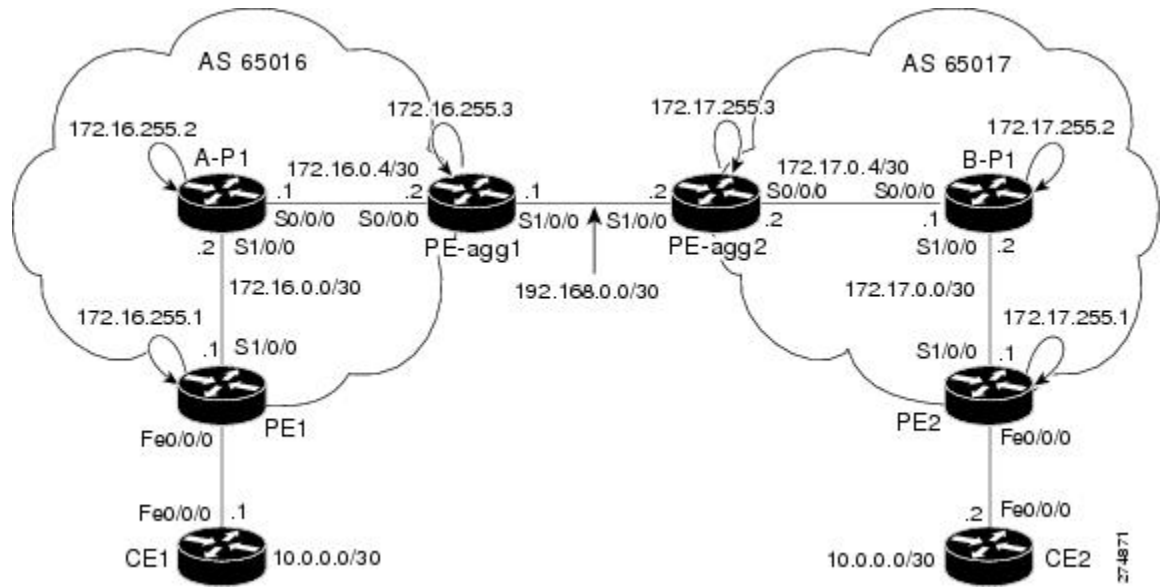 AS 65016
AS 65017
172.16.255.3
172.17.255.3
172.16.255.2
172.17.255.2
A-P1
172.16.0.4/30
172.17.0.4/30
B-P1
.1
.2
.1
.2
S0/0/0
S0/0/0
S0/0/0
S0/0/0
S1/0/0
S1/0/0
.2
.1
.2
S1/0/0
PE-agg1
PE-agg2
S1/0/0
.2
172.16.0.0/30
192.168.0.0/30
172.17.0.0/30
172.16.255.1
172.17.255.1
.1
S1/0/0
S1/0/0
.1
PE1
PE2
Fe0/0/0
Fe0/0/0
Fe0/0/0
.1
.2
Fe0/0/0
CE1
10.0.0.0/30
10.0.0.0/30
CE2
274871